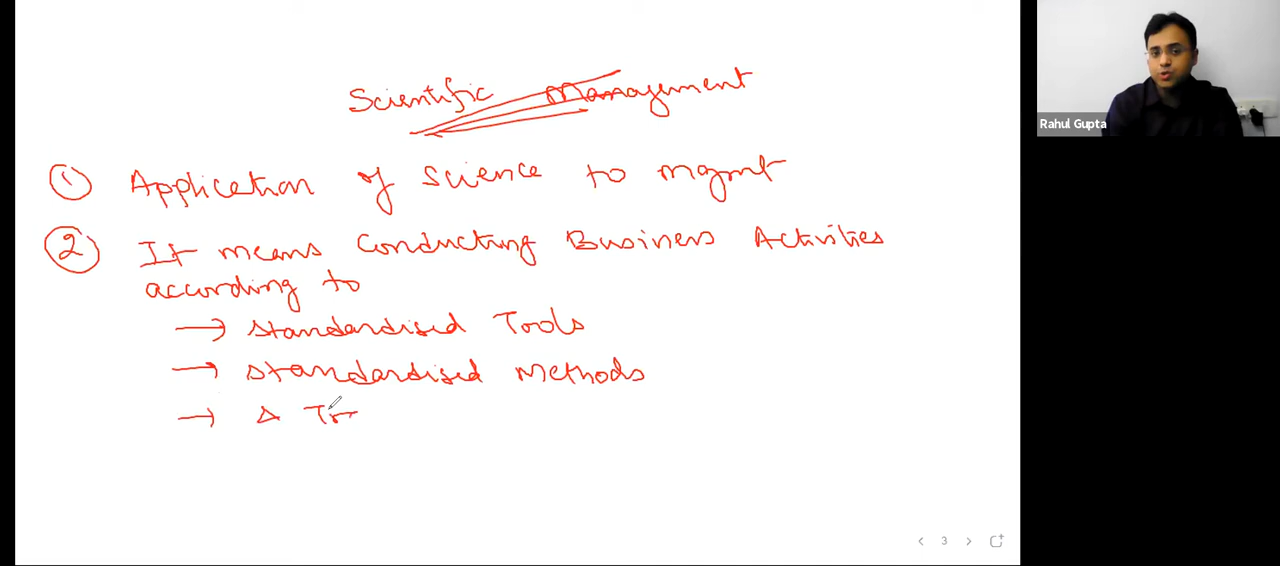 Scientific Management
① Application of Science to mgmt
② It means Conducting Business Activities
according to
→ Standardised Tools
→ Standardised Methods
→ Δ Tr
Rahul Gupta
3